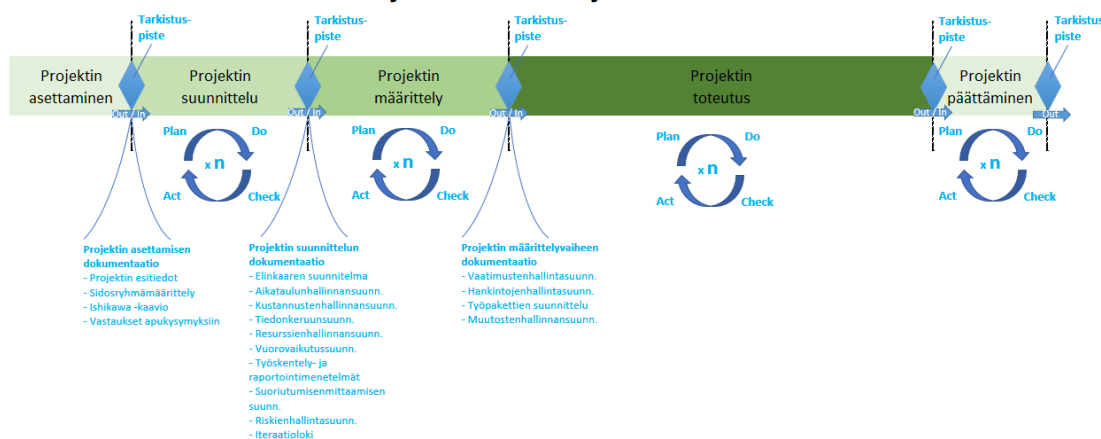 Tarkistus-
piste
Tarkistus-
piste
Tarkistus-
piste
Tarkistus-
piste
Tarkistus-
piste
Projektin
asettaminen
Projektin
suunnittelu
Projektin
määrittely
Projektin
toteutus
Projektin
päättäminen
Out / In
Out / In
Out / In
Out / In
Out
Plan
Do
x n
Act
Check
Plan
Do
x n
Act
Check
Plan
Do
x n
Act
Check
Plan
Do
x n
Act
Check
Projektin asettamisen
dokumentaatio
- Projektin esitiedot
- Sidosryhmämäärittely
- Ishikawa -kaavio
- Vastaukset apukysymyksiin
Projektin suunnittelun
dokumentaatio
- Elinkaaren suunnitelma
- Aikataulunhallinnansuunn.
- Kustannustenhallinnansuunn.
- Tiedonkeruunsuunn.
- Resurssienhallinnansuunn.
- Vuorovaikutussuunn.
- Työskentely- ja
raportointimenetelmät
- Suoriutumisenmittaamisen
suunn.
- Riskienhallintasuunn.
- Iteraatioloki
Projektin määrittelyvaiheen
dokumentaatio
- Vaatimustenhallintasuunn.
- Hankintojenhallintasuunn.
- Työpakettien suunnittelu
- Muutostenhallinnansuunn.